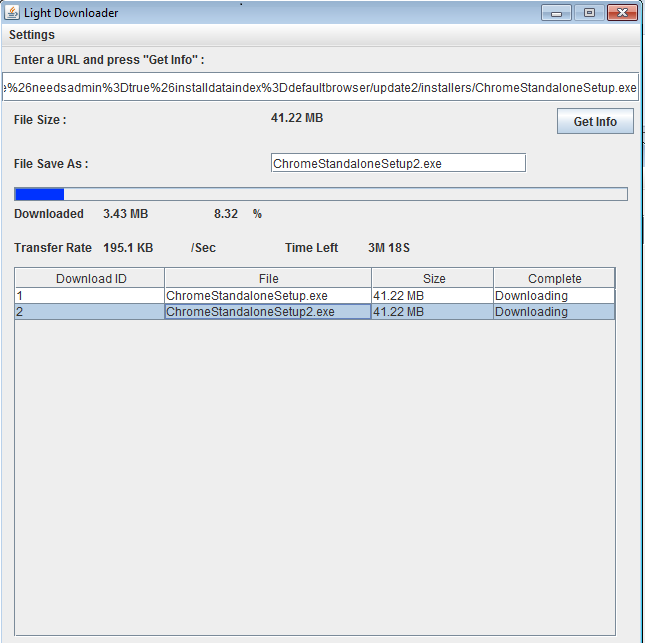 Light Downloader
Settings
Enter a URL and press "Get Info" :
e%26needsadmin%3Dtrue%26installdataindex%3Ddefaultbrowser/update2/installers/ChromeStandaloneSetup.exe
File Size : 41.22 MB Get Info
File Save As : ChromeStandaloneSetup2.exe
Downloaded 3.43 MB 8.32 %
Transfer Rate 195.1 KB /Sec Time Left 3M 18S
Download ID File Size Complete
1 ChromeStandaloneSetup.exe 41.22 MB Downloading
2 ChromeStandaloneSetup2.exe 41.22 MB Downloading